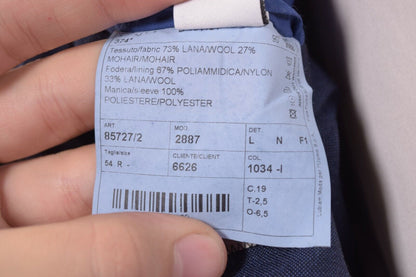 Tessuto/fabric 73% LANA/WOOL 27%
MOHAIR/MOHAIR
Fodera/lining 67% POLIAMMIDICA/NYLON
33% LANA/WOOL
Manica/sleeve 100%
POLIESTERE/POLYESTER
ART. MOD. DET.
85727/2 2887 L N F1
Taglia/size CLIENTE/CLIENT COL.
54 R - 6626 1034 -I
C.19
T-2,5
O-6,5